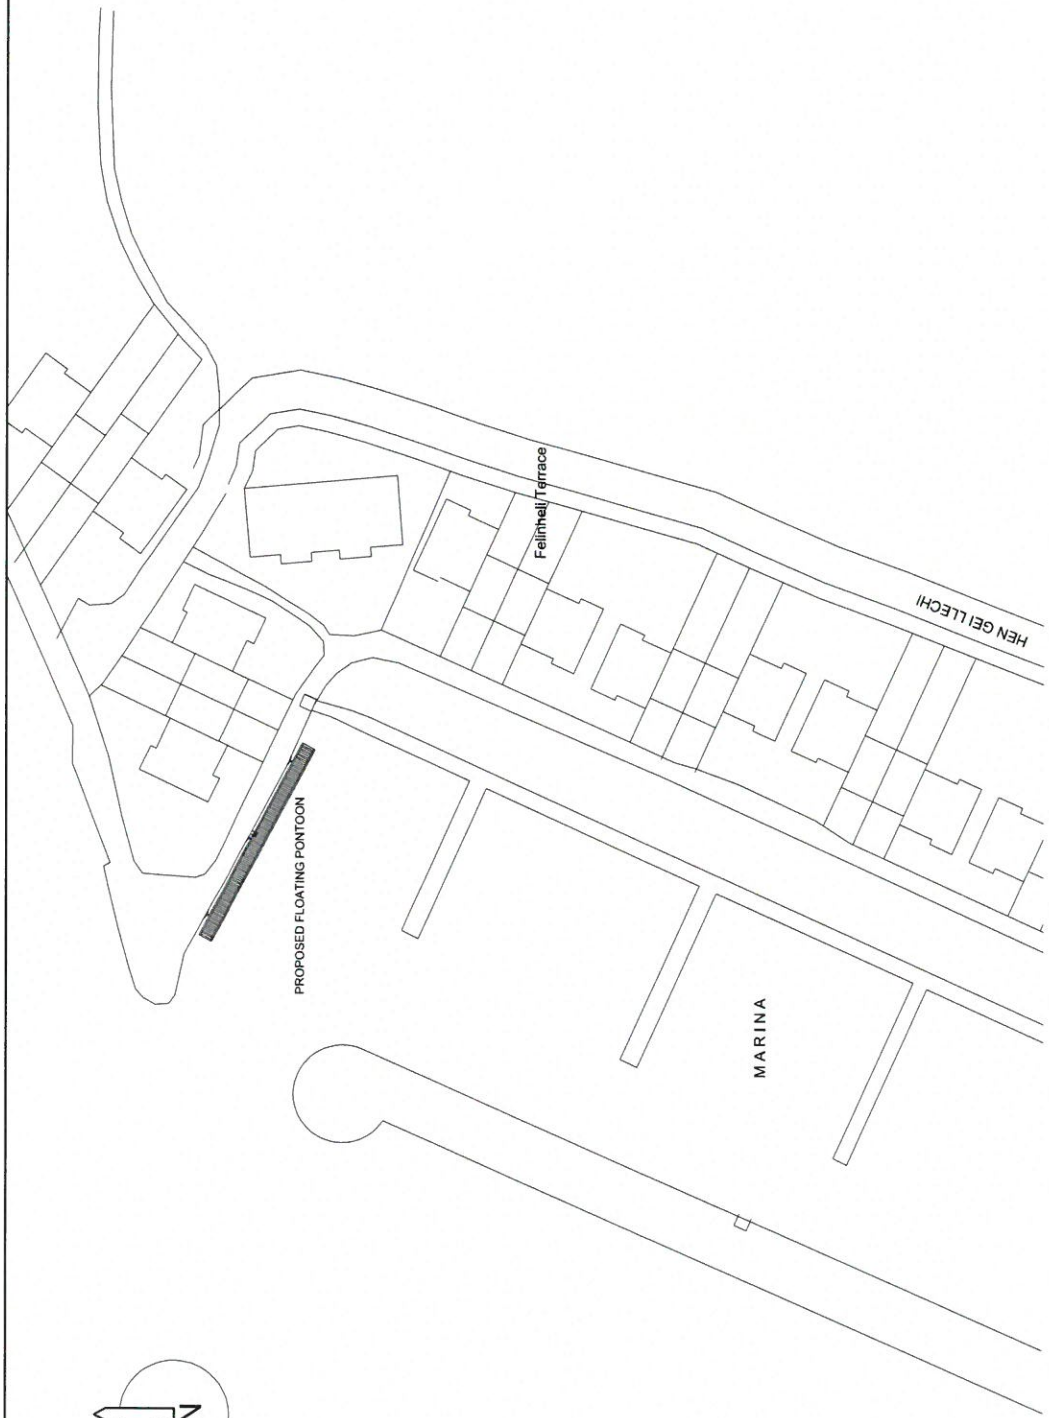 Felinheli Terrace
HEN GEI LLECHI
PROPOSED FLOATING PONTOON
MARINA
N